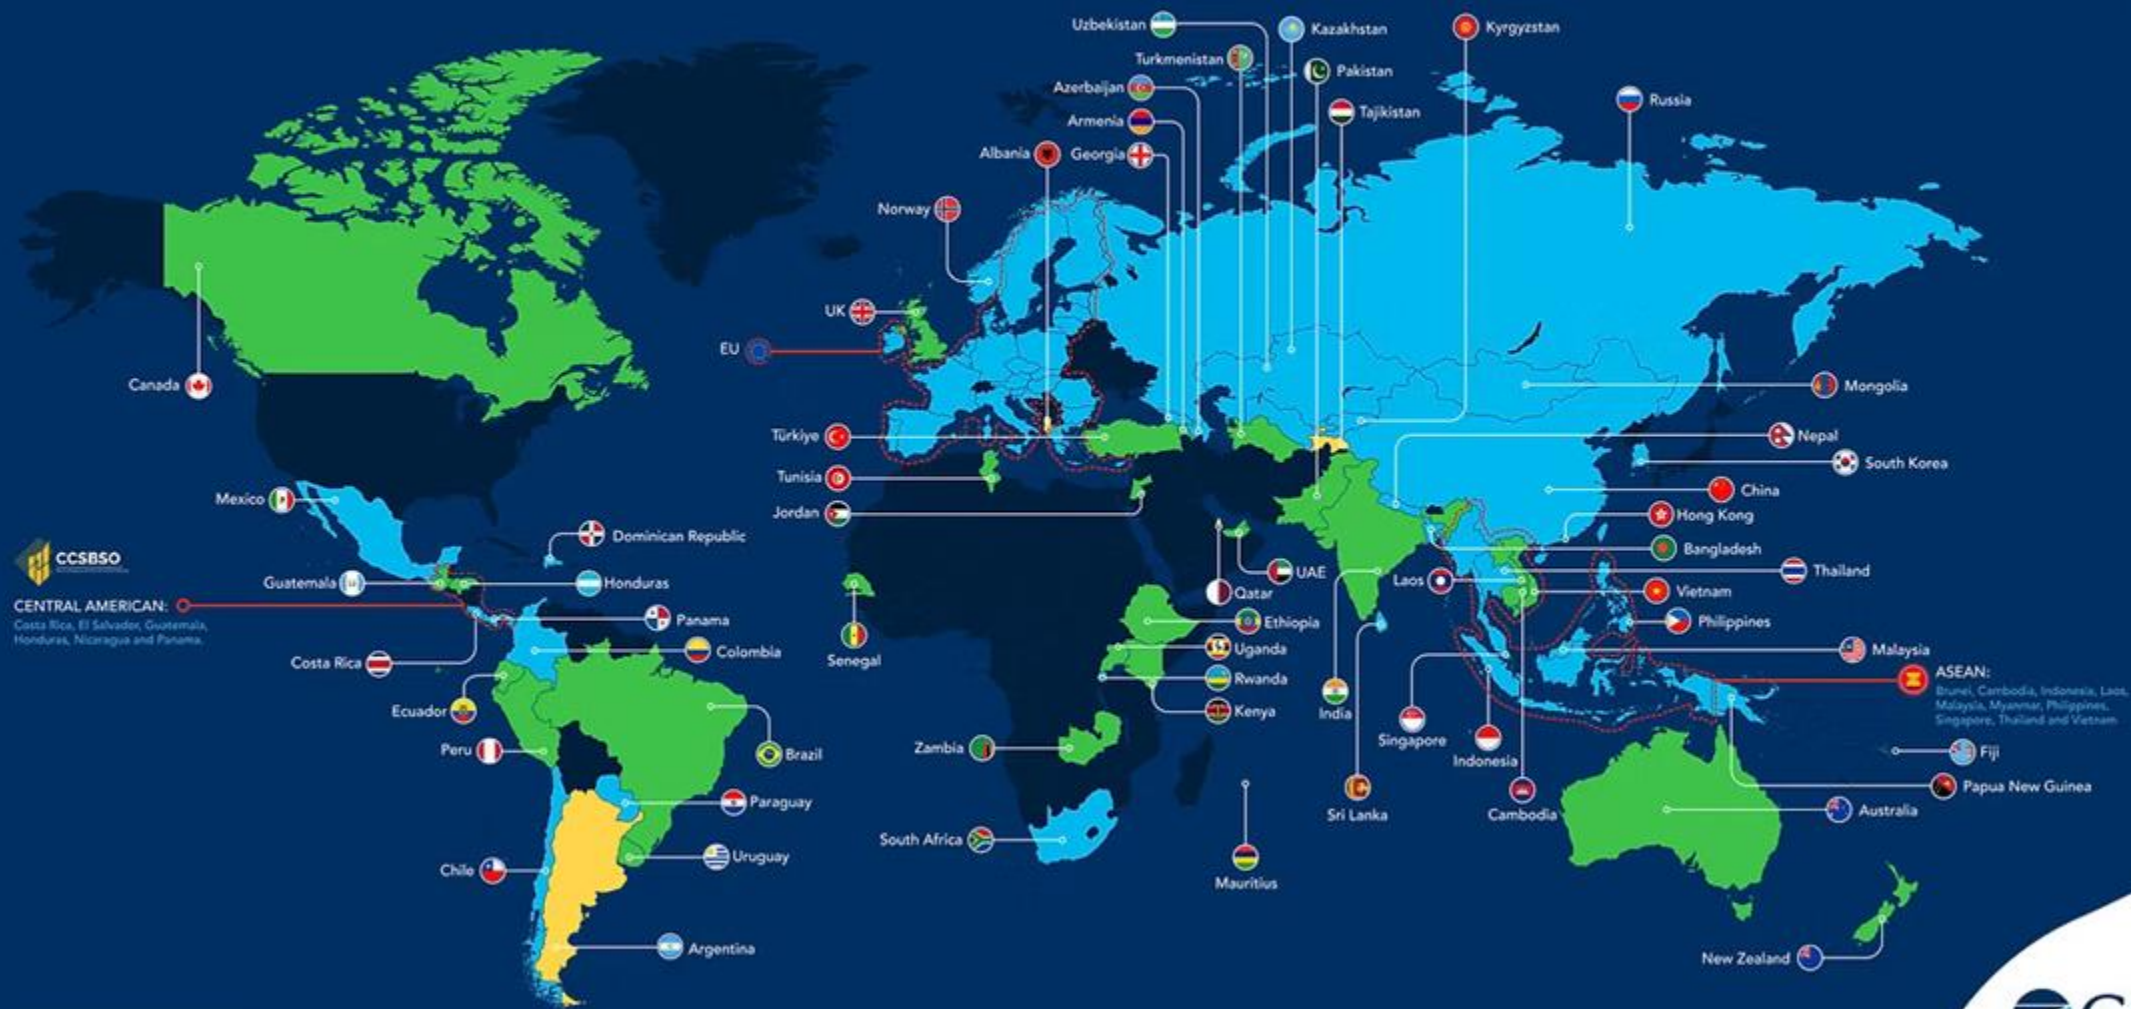 Uzbekistan
Kazakhstan
Kyrgyzstan
Turkmenistan
Pakistan
Azerbaijan
Russia
Tajikistan
Armenia
Albania
Georgia
Norway
UK
EU
Canada
Mongolia
Türkiye
Nepal
South Korea
Tunisia
China
Mexico
Jordan
Hong Kong
Dominican Republic
Bangladesh
CCSBSO
Thailand
UAE
Guatemala
Honduras
Laos
Vietnam
Qatar
CENTRAL AMERICAN:
Costa Rica, El Salvador, Guatemala,
Honduras, Nicaragua and Panama.
Panama
Ethiopia
Philippines
Colombia
Uganda
Malaysia
Costa Rica
Senegal
Rwanda
ASEAN:
Brunei, Cambodia, Indonesia, Laos,
Malaysia, Myanmar, Philippines,
Singapore, Thailand and Vietnam
Ecuador
Kenya
India
Singapore
Peru
Brazil
Zambia
Indonesia
Fiji
Papua New Guinea
Paraguay
Sri Lanka
Cambodia
Australia
South Africa
Uruguay
Chile
Mauritius
Argentina
New Zealand